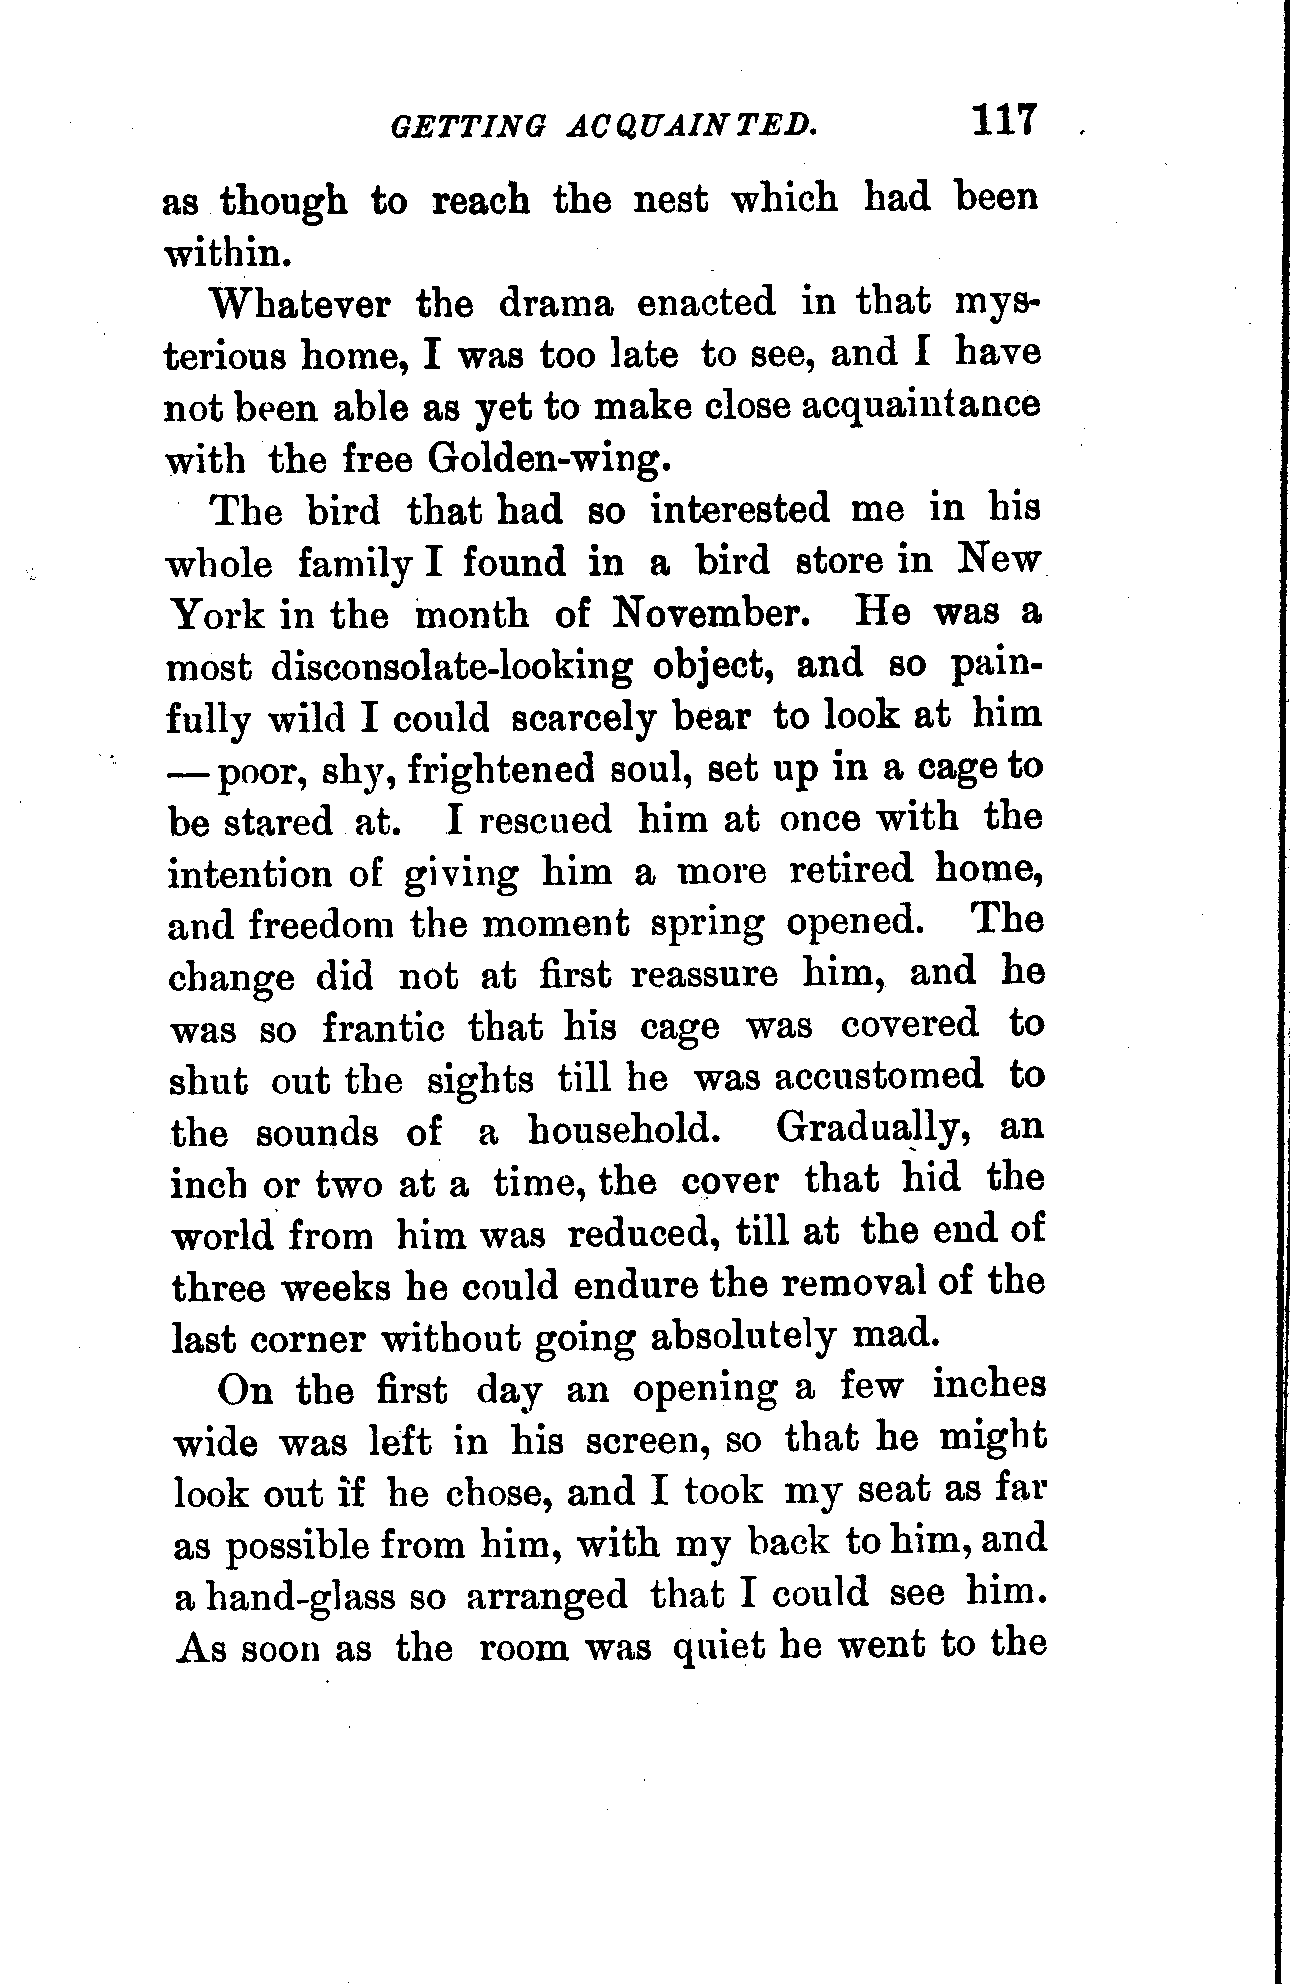 GETTING ACQUAINTED. 117
as though to reach the nest which had been
within.
Whatever the drama enacted in that mys-
terious home, I was too late to see, and I have
not been able as yet to make close acquaintance
with the free Golden-wing.
The bird that had so interested me in his
whole family I found in a bird store in New
York in the month of November. He was a
most disconsolate-looking object, and so pain-
fully wild I could scarcely bear to look at him
— poor, shy, frightened soul, set up in a cage to
be stared at. I rescued him at once with the
intention of giving him a more retired home,
and freedom the moment spring opened. The
change did not at first reassure him, and he
was so frantic that his cage was covered to
shut out the sights till he was accustomed to
the sounds of a household. Gradually, an
inch or two at a time, the cover that hid the
world from him was reduced, till at the end of
three weeks he could endure the removal of the
last corner without going absolutely mad.
On the first day an opening a few inches
wide was left in his screen, so that he might
look out if he chose, and I took my seat as far
as possible from him, with my back to him, and
a hand-glass so arranged that I could see him.
As soon as the room was quiet he went to the